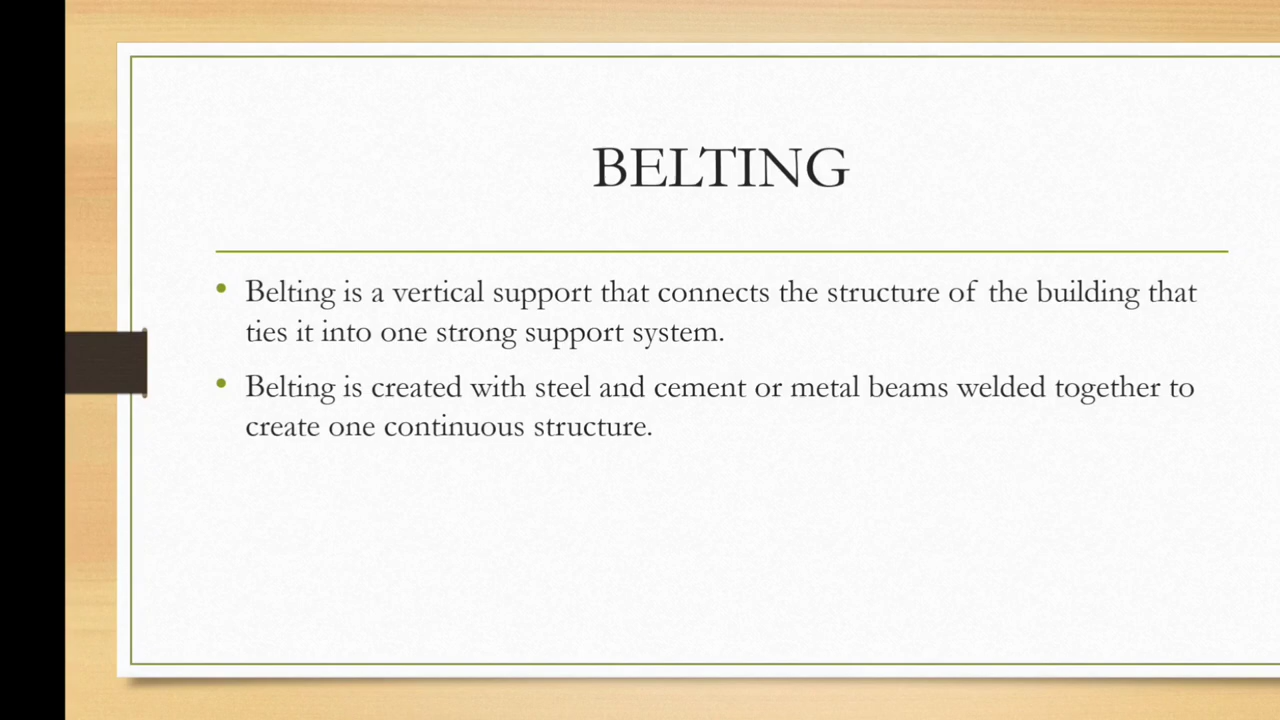 BELTING
• Belting is a vertical support that connects the structure of the building that
ties it into one strong support system.
• Belting is created with steel and cement or metal beams welded together to
create one continuous structure.